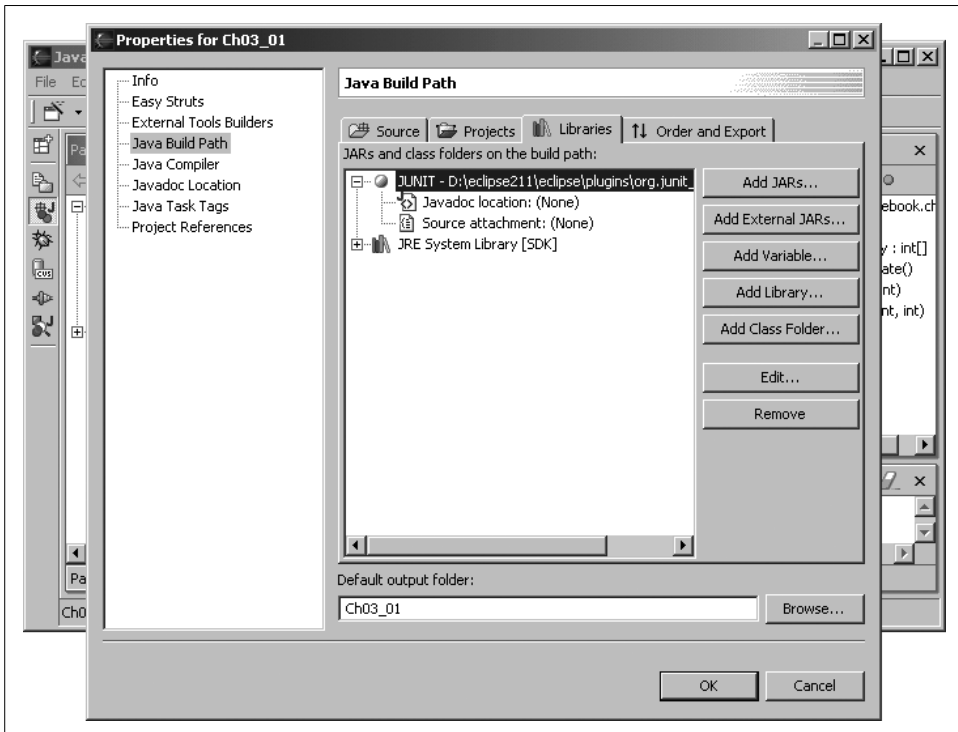 Properties for Ch03_01
Java
File Ec
Info
Easy Struts
External Tools Builders
Java Build Path
Java Compiler
Javadoc Location
Java Task Tags
Project References
Java Build Path
Source Projects Libraries Order and Export
JARs and class folders on the build path:
JUNIT - D:\eclipse211\eclipse\plugins\org.junit_
Javadoc location: (None)
Source attachment: (None)
JRE System Library [SDK]
Add JARs...
Add External JARs...
Add Variable...
Add Library...
Add Class Folder...
Edit...
Remove
Default output folder:
Ch03_01
Browse...
OK Cancel
Pa
cvs
Pa
Ch0
ebook.ch
y : int[]
ate()
nt)
nt, int)